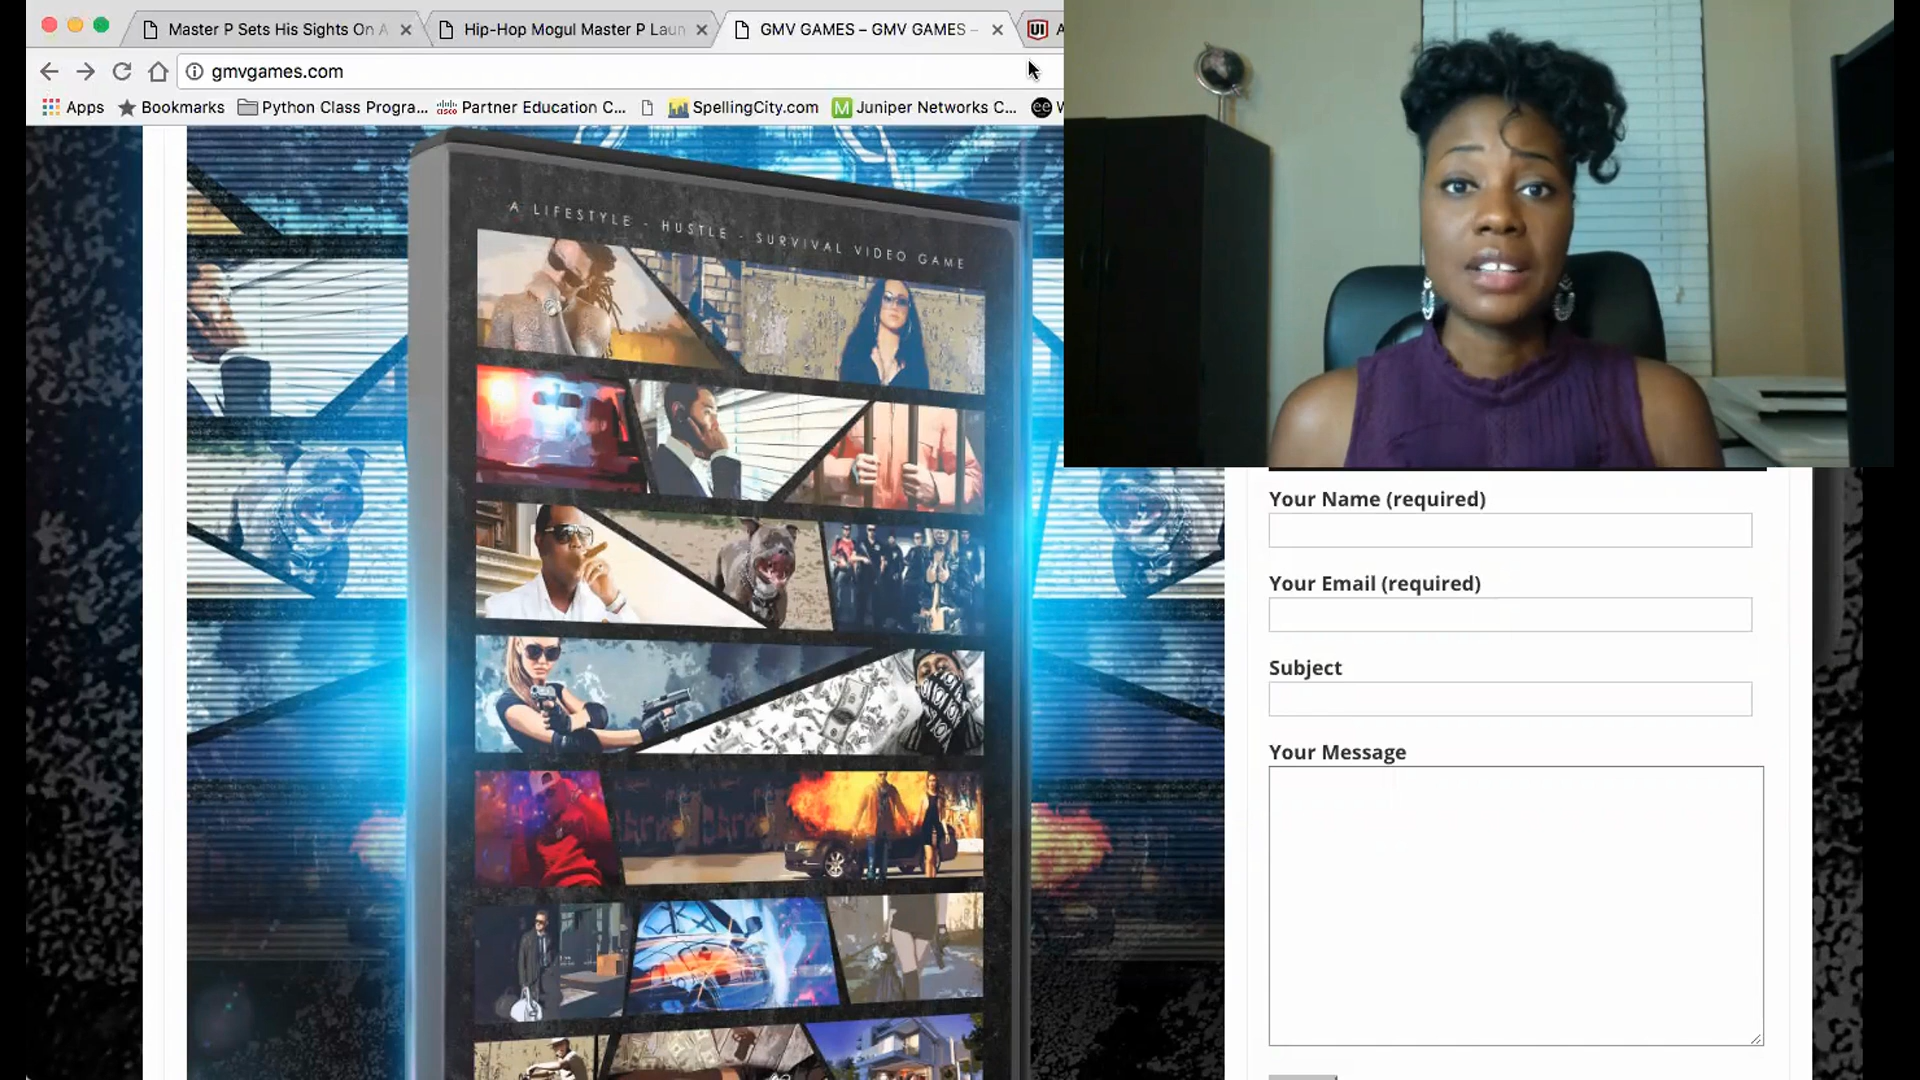 Master P Sets His Sights On A
Hip-Hop Mogul Master P Laun
GMV GAMES – GMV GAMES –
gmvgames.com
Apps
Bookmarks
Python Class Progra...
Partner Education C...
SpellingCity.com
M Juniper Networks C...
ee
A LIFESTYLE - HUSTLE - SURVIVAL VIDEO GAME
Your Name (required)
Your Email (required)
Subject
Your Message